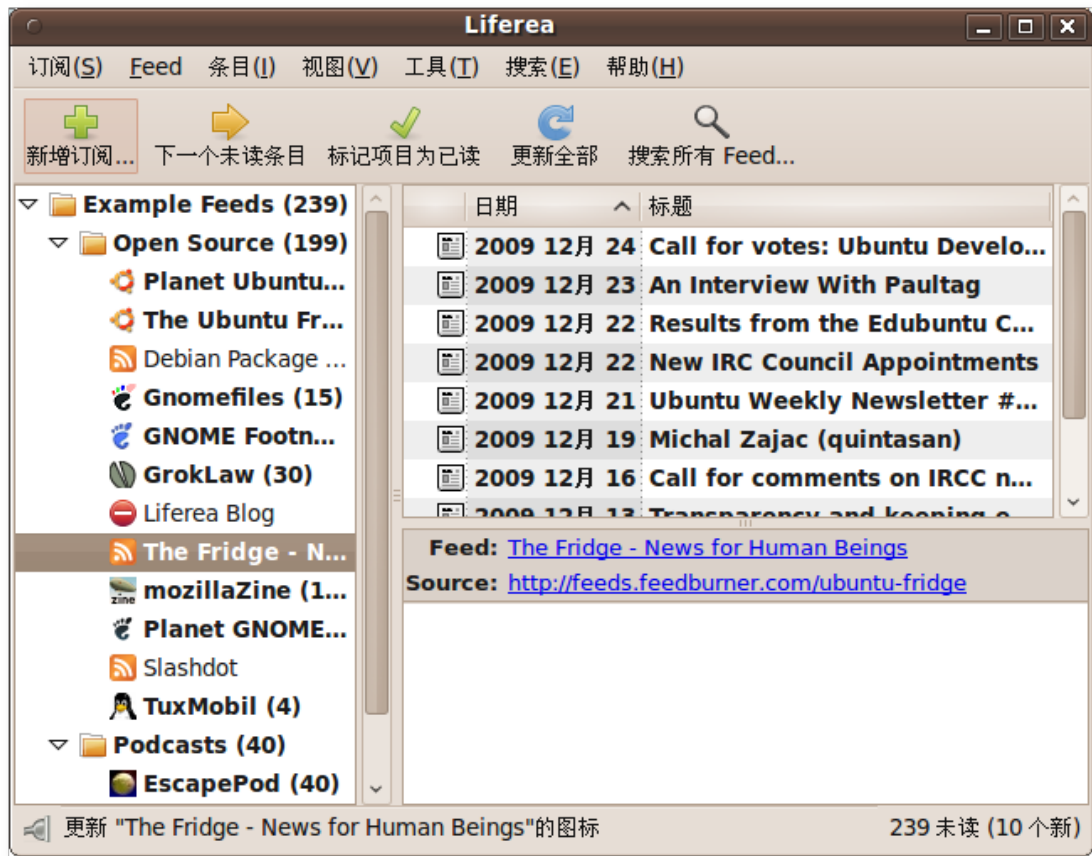 Liferea
订阅(S) Feed 条目(I) 视图(V) 工具(T) 搜索(E) 帮助(H)
新增订阅... 下一个未读条目 标记项目为已读 更新全部 搜索所有 Feed...
Example Feeds (239)
Open Source (199)
Planet Ubuntu...
The Ubuntu Fr...
Debian Package ...
Gnomefiles (15)
GNOME Footn...
GrokLaw (30)
Liferea Blog
The Fridge - N...
mozillaZine (1...
Planet GNOME...
Slashdot
TuxMobil (4)
Podcasts (40)
EscapePod (40)
日期 标题
2009 12月 24 Call for votes: Ubuntu Develo...
2009 12月 23 An Interview With Paultag
2009 12月 22 Results from the Edubuntu C...
2009 12月 22 New IRC Council Appointments
2009 12月 21 Ubuntu Weekly Newsletter #...
2009 12月 19 Michal Zajac (quintasan)
2009 12月 16 Call for comments on IRCC n...
2009 12月 13 Transparency and keeping
Feed: The Fridge - News for Human Beings
Source: http://feeds.feedburner.com/ubuntu-fridge
更新 "The Fridge - News for Human Beings"的图标 239 未读 (10 个新)